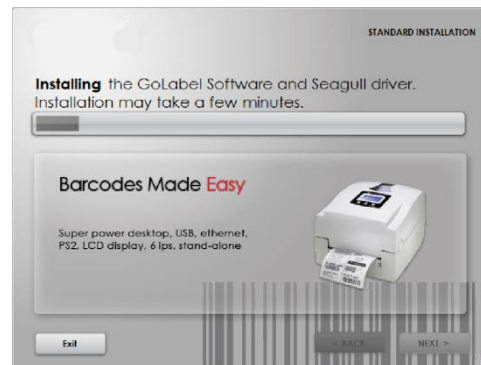 STANDARD INSTALLATION
Installing the GoLabel Software and Seagull driver.
Installation may take a few minutes.
Barcodes Made Easy
Super power desktop, USB, ethernet,
PS2, LCD display, 6 ips, stand-alone
Exit
< BACK
NEXT >